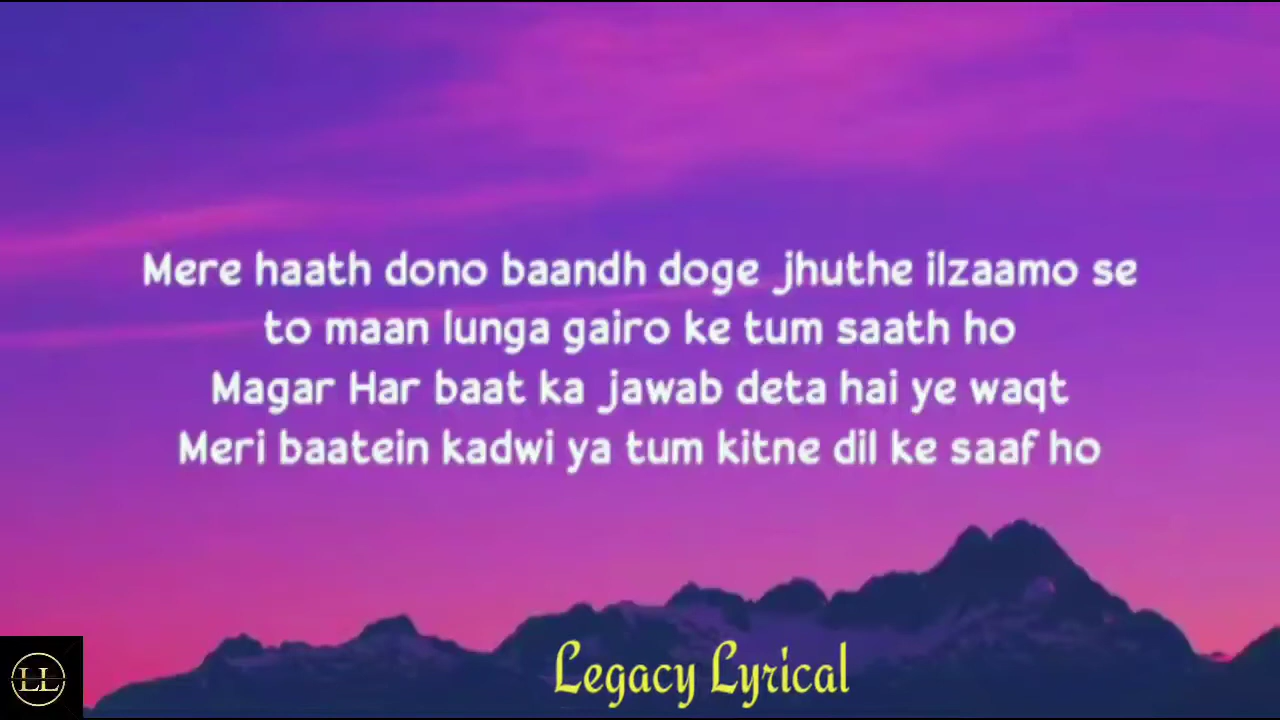 Mere haath dono baandh doge jhuthe ilzaamo se
to maan lunga gairo ke tum saath ho
Magar Har baat ka jawab deta hai ye waqt
Meri baatein kadwi ya tum kitne dil ke saaf ho
Legacy Lyrical
LL